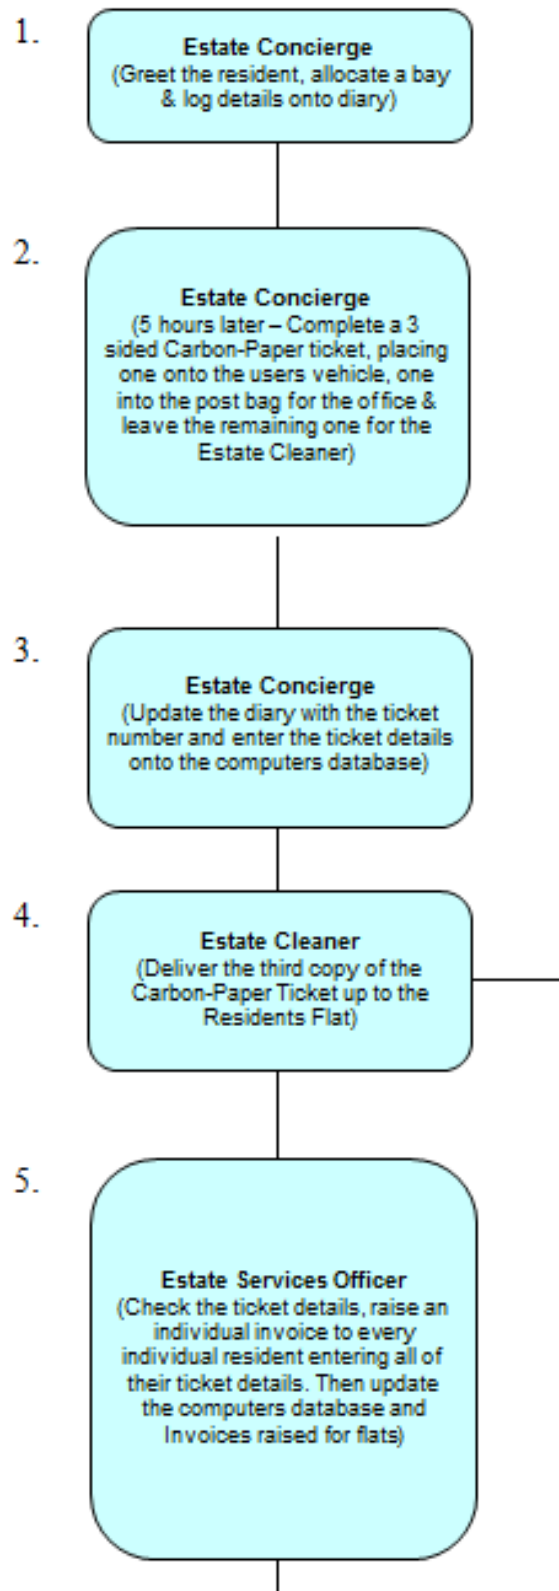 1.
Estate Concierge
(Greet the resident, allocate a bay
& log details onto diary)
2.
Estate Concierge
(5 hours later – Complete a 3
sided Carbon-Paper ticket, placing
one onto the users vehicle, one
into the post bag for the office &
leave the remaining one for the
Estate Cleaner)
3.
Estate Concierge
(Update the diary with the ticket
number and enter the ticket details
onto the computers database)
4.
Estate Cleaner
(Deliver the third copy of the
Carbon-Paper Ticket up to the
Residents Flat)
5.
Estate Services Officer
(Check the ticket details, raise an
individual invoice to every
individual resident entering all of
their ticket details. Then update
the computers database and
Invoices raised for flats)